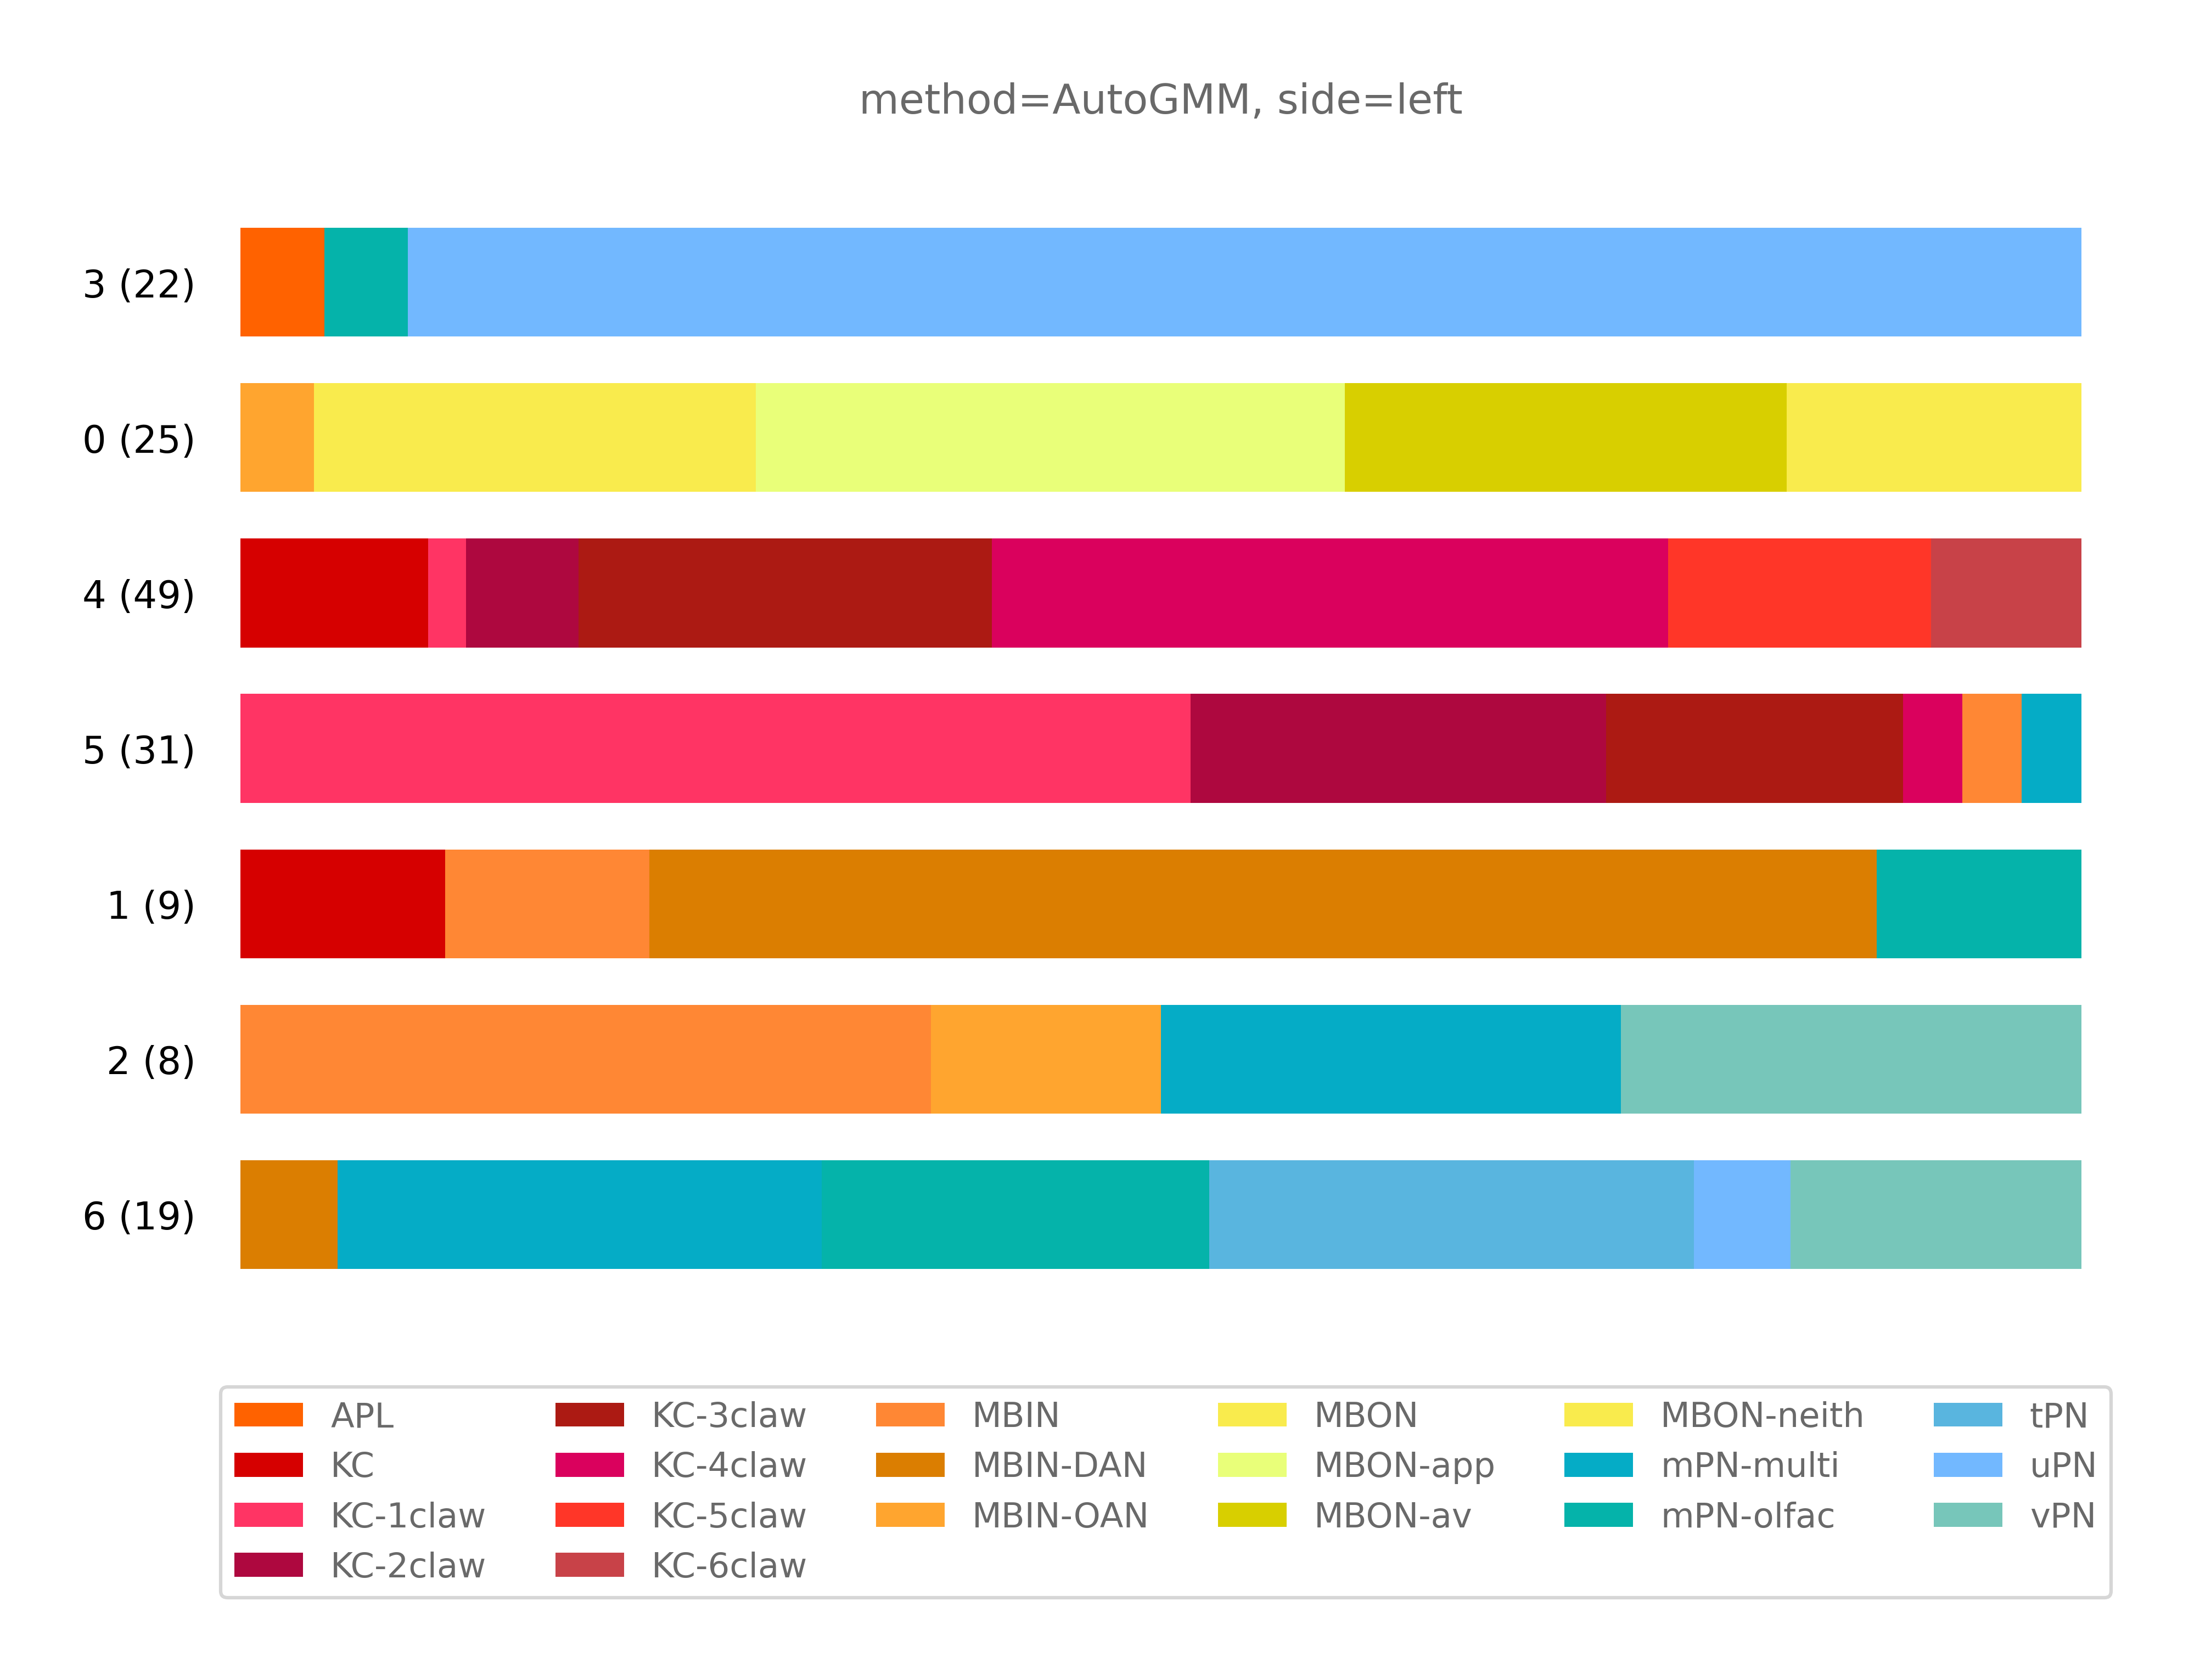 method=AutoGMM, side=left
3 (22)
0 (25)
4 (49)
5 (31)
1 (9)
2 (8)
6 (19)
APL
KC
KC-1claw
KC-2claw
KC-3claw
KC-4claw
KC-5claw
KC-6claw
MBIN
MBIN-DAN
MBIN-OAN
MBON
MBON-app
MBON-av
MBON-neith
mPN-multi
mPN-olfac
tPN
uPN
vPN